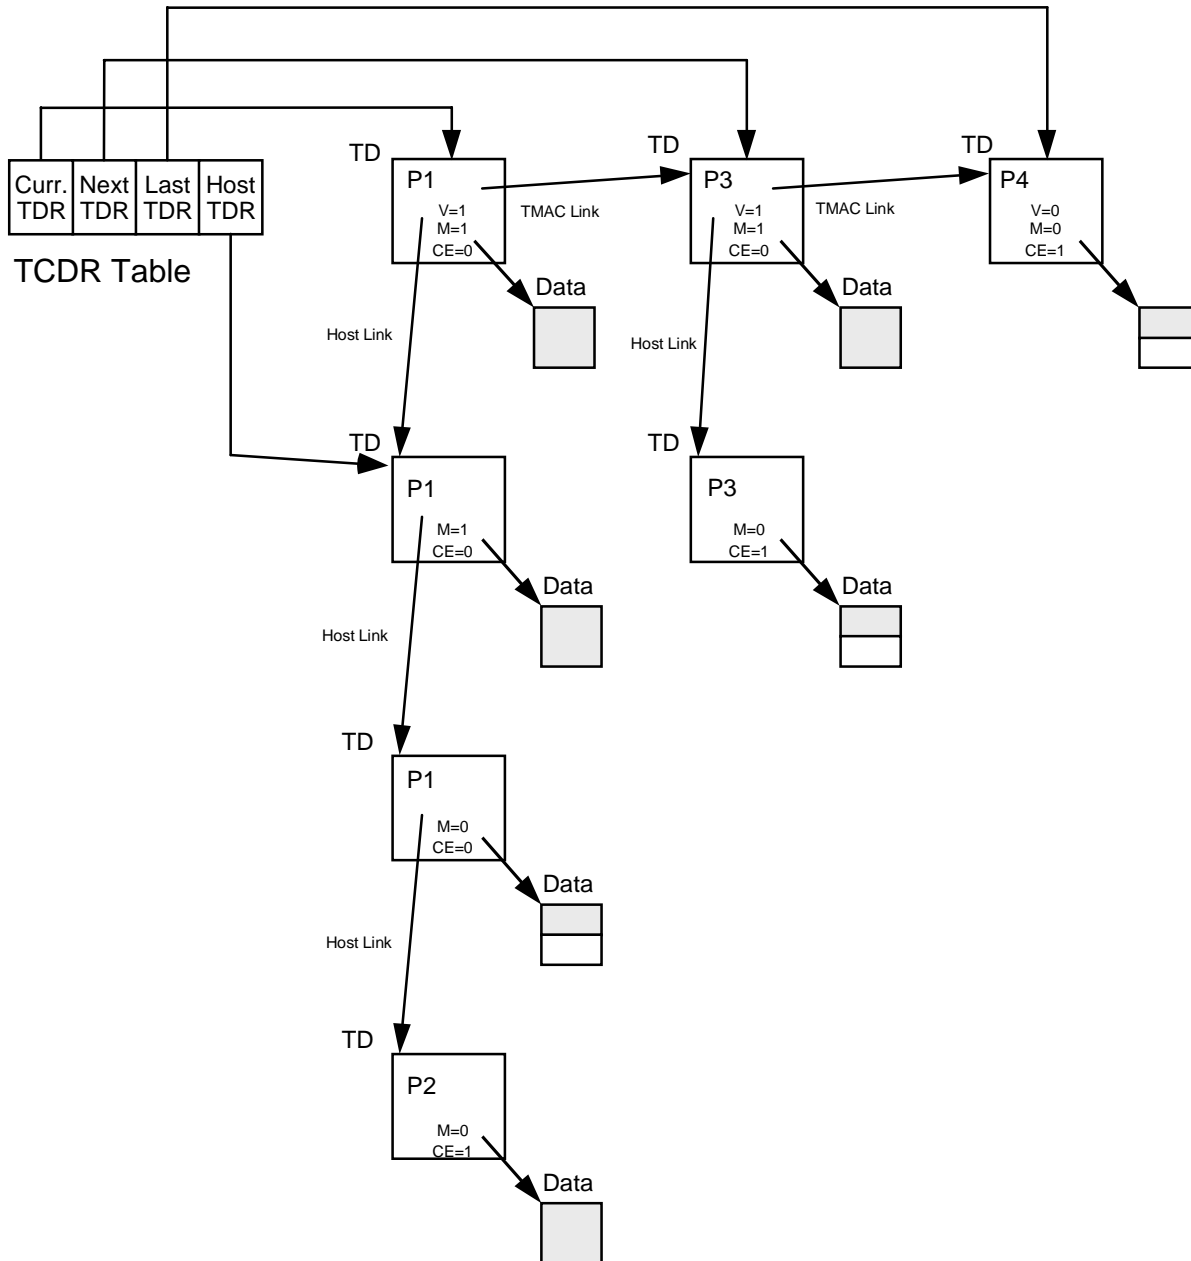 TD
TD
TD
Curr.
TDR
Next
TDR
Last
TDR
Host
TDR
TCDR Table
P1
V=1
M=1
CE=0
TMAC Link
P3
V=1
M=1
CE=0
TMAC Link
P4
V=0
M=0
CE=1
Data
Data
Host Link
Host Link
TD
TD
P1
M=1
CE=0
P3
M=0
CE=1
Data
Data
Host Link
TD
P1
M=0
CE=0
Data
Host Link
TD
P2
M=0
CE=1
Data